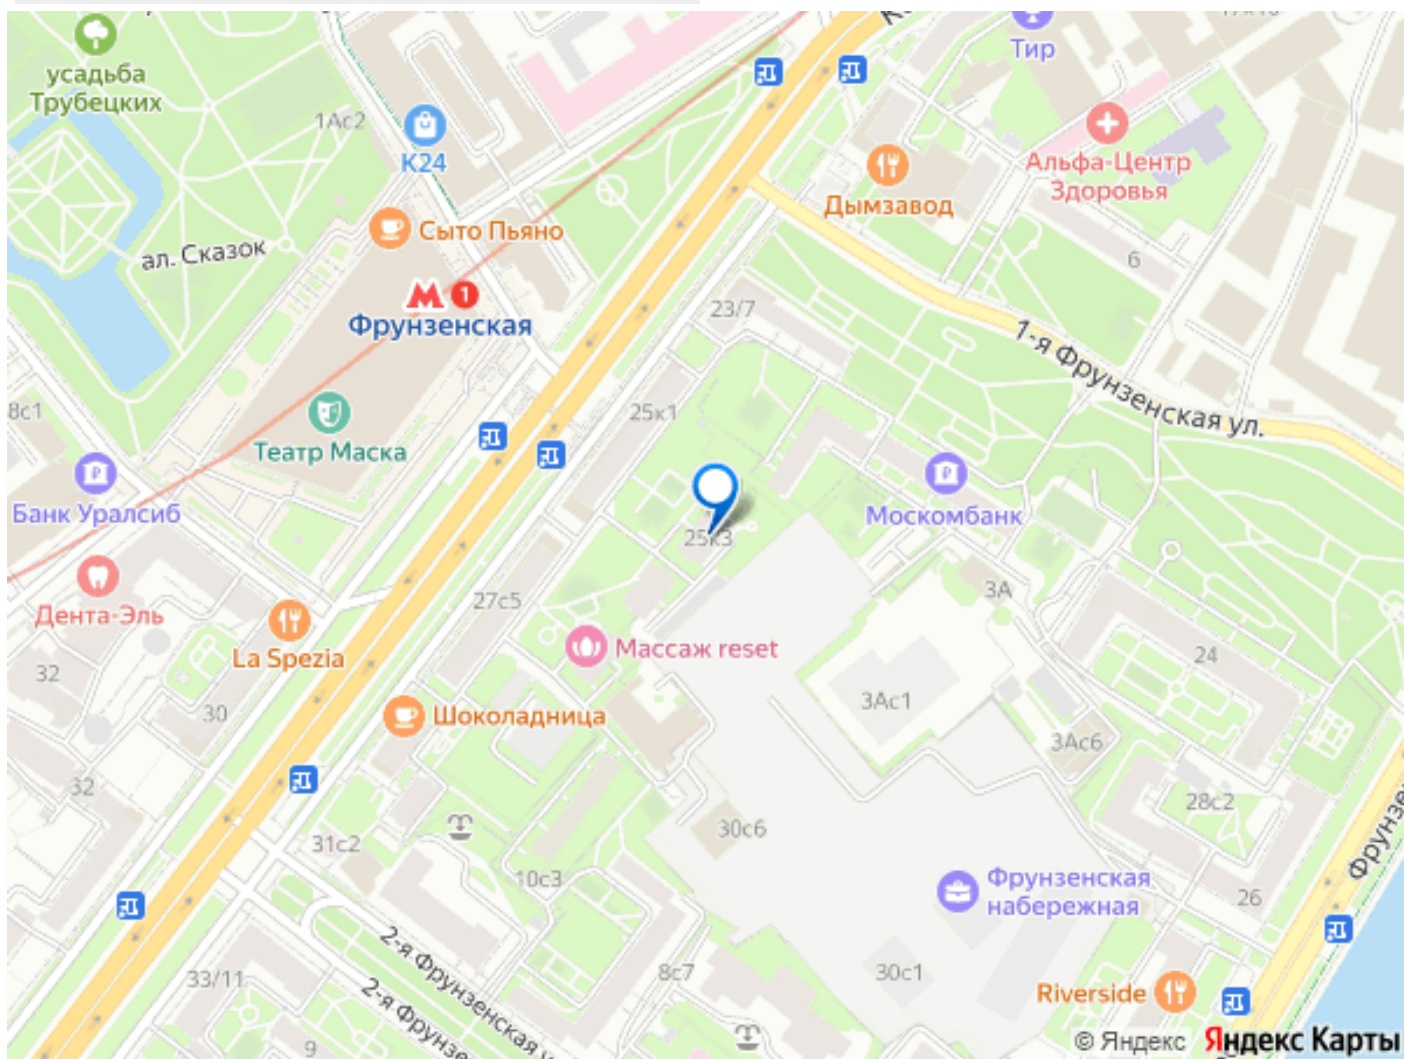 усадьба
Трубецких
1Ас2
К24
Тир
Альфа-Центр
Здоровья
Дымзавод
Сыто Пьяно
ал. Сказок
6
1
Фрунзенская
23/7
1-я Фрунзенская ул.
8с1
25к1
Театр Маска
Банк Уралсиб
Москомбанк
25к3
Дента-Эль
27с5
3А
La Spezia
Массаж reset
24
32
30
3Ас1
Шоколадница
3Ас6
32
28с2
30с6
31с2
10с3
Фрунзенская
набережная
26
2-я Фрунзенская у
2-я Фрунзе
33/11
8с7
30с1
Riverside
9
© Яндекс
Яндекс Карты